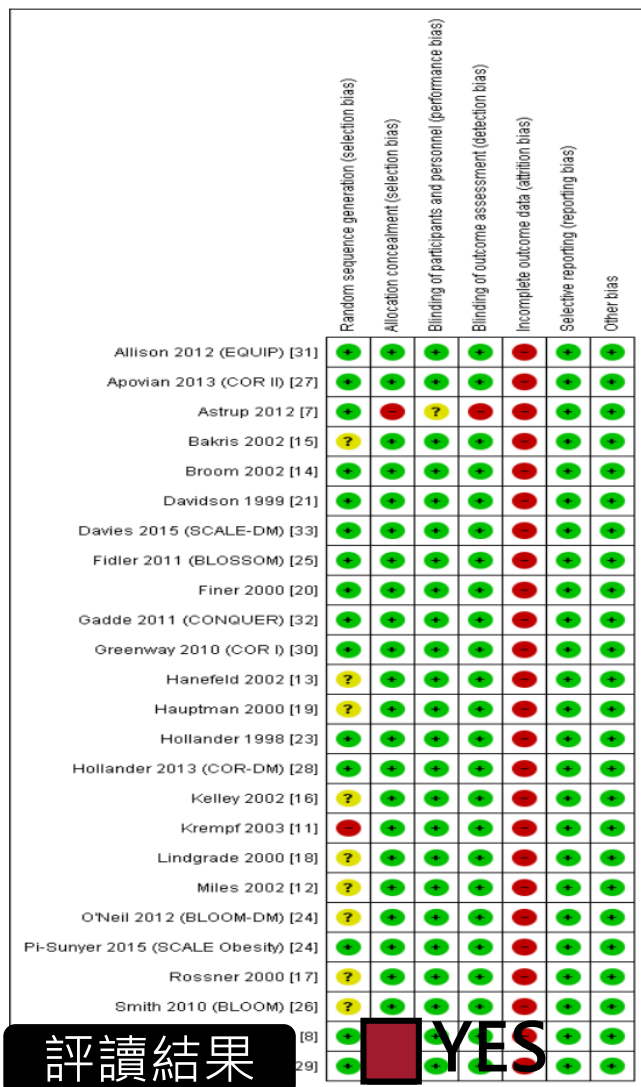 Random sequence generation (selection bias)
Allocation concealment (selection bias)
Blinding of participants and personnel (performance bias)
Blinding of outcome assessment (detection bias)
Incomplete outcome data (attrition bias)
Selective reporting (reporting bias)
Other bias
Allison 2012 (EQUIP) [31] + + + + - + +
Apovian 2013 (COR II) [27] + + + + - + +
Astrup 2012 [7] + - ? - - + +
Bakris 2002 [15] ? + + + - + +
Broom 2002 [14] + + + + - + +
Davidson 1999 [21] + + + + - + +
Davies 2015 (SCALE-DM) [33] + + + + - + +
Fidler 2011 (BLOSSOM) [25] + + + + - + +
Finer 2000 [20] + + + + - + +
Gadde 2011 (CONQUER) [32] + + + + - + +
Greenway 2010 (COR I) [30] + + + + - + +
Hanefeld 2002 [13] ? + + + - + +
Hauptman 2000 [19] ? + + + - + +
Hollander 1998 [23] + + + + - + +
Hollander 2013 (COR-DM) [28] + + + + - + +
Kelley 2002 [16] ? + + + - + +
Krempf 2003 [11] - + + + - + +
Lindgrade 2000 [18] ? + + + - + +
Miles 2002 [12] ? + + + - + +
O'Neil 2012 (BLOOM-DM) [24] ? + + + - + +
Pi-Sunyer 2015 (SCALE Obesity) [24] + + + + - + +
Rossner 2000 [17] ? + + + - + +
Smith 2010 (BLOOM) [26] ? + + + - + +
[8] + - + +
29] + + + - + +
評讀結果 YES